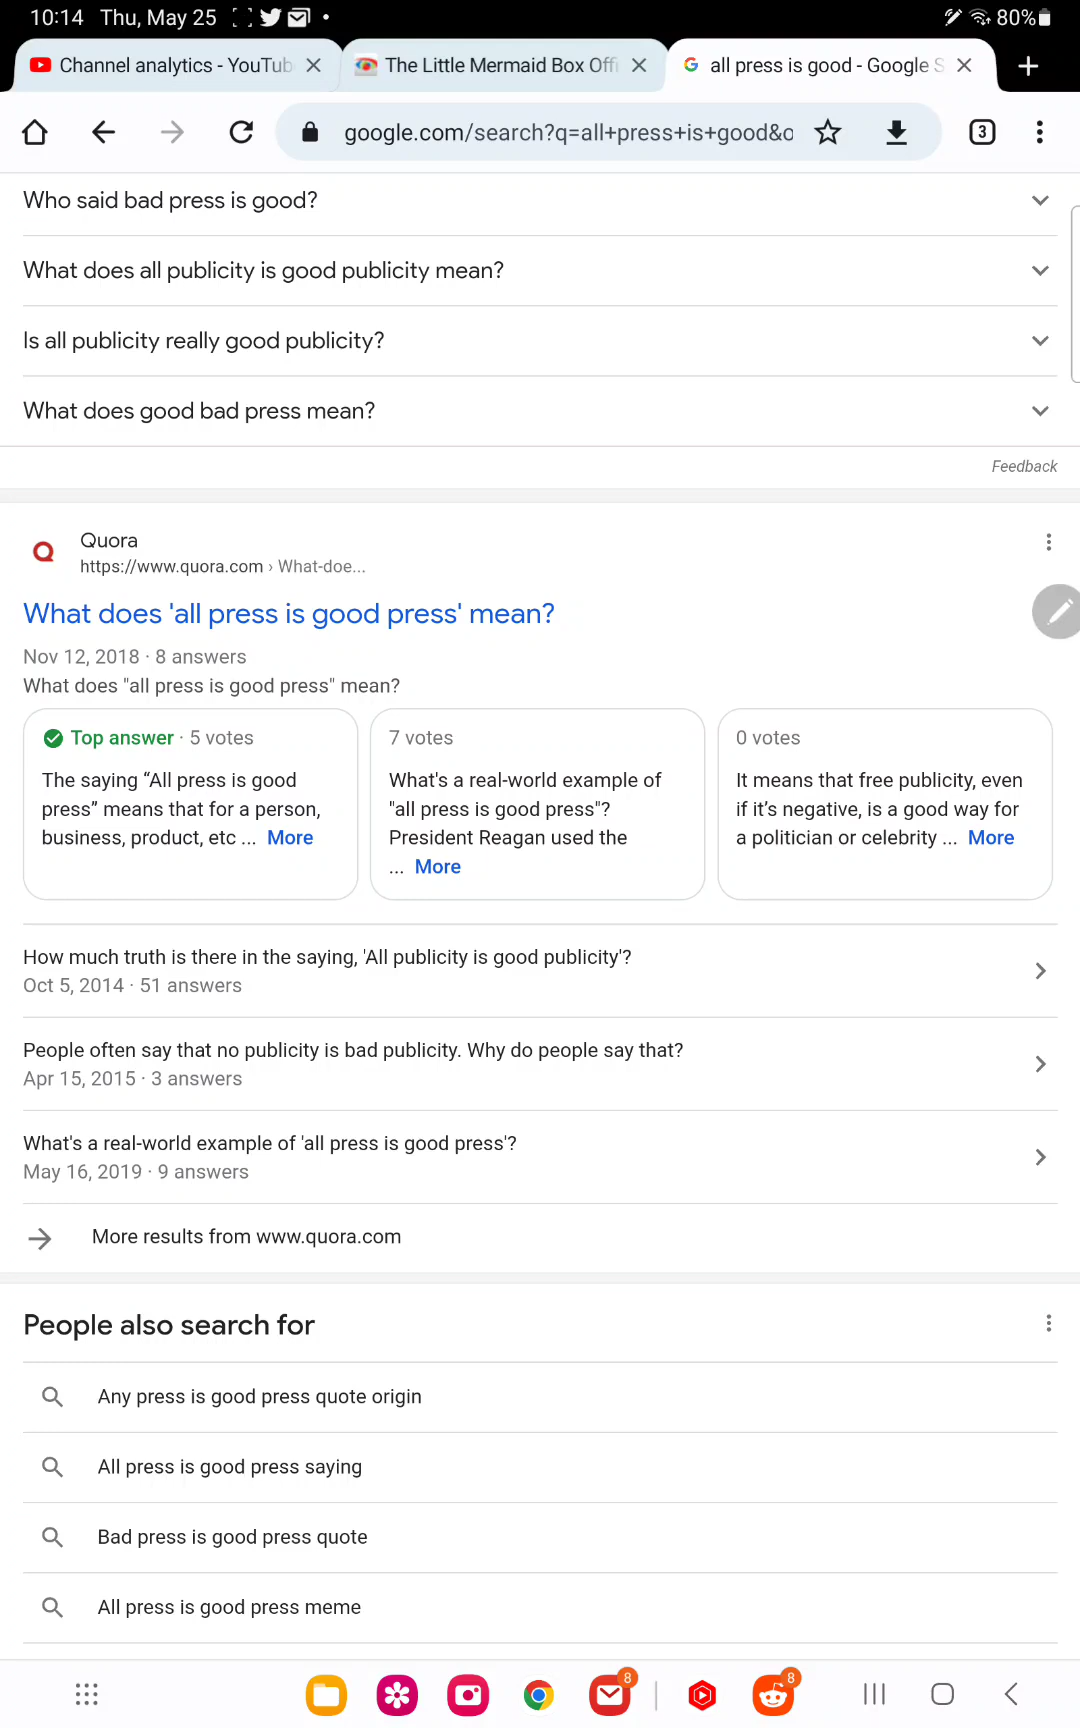 10:14 Thu, May 25
80%
Channel analytics - YouTub
The Little Mermaid Box Offi
all press is good - Google S
google.com/search?q=all+press+is+good&o
3
Who said bad press is good?
What does all publicity is good publicity mean?
Is all publicity really good publicity?
What does good bad press mean?
Feedback
Quora
https://www.quora.com › What-doe...
What does 'all press is good press' mean?
Nov 12, 2018 · 8 answers
What does "all press is good press" mean?
Top answer · 5 votes
The saying “All press is good
press” means that for a person,
business, product, etc ... More
7 votes
What's a real-world example of
"all press is good press"?
President Reagan used the
... More
0 votes
It means that free publicity, even
if it’s negative, is a good way for
a politician or celebrity ... More
How much truth is there in the saying, 'All publicity is good publicity'?
Oct 5, 2014 · 51 answers
People often say that no publicity is bad publicity. Why do people say that?
Apr 15, 2015 · 3 answers
What's a real-world example of 'all press is good press'?
May 16, 2019 · 9 answers
More results from www.quora.com
People also search for
Any press is good press quote origin
All press is good press saying
Bad press is good press quote
All press is good press meme
8
8